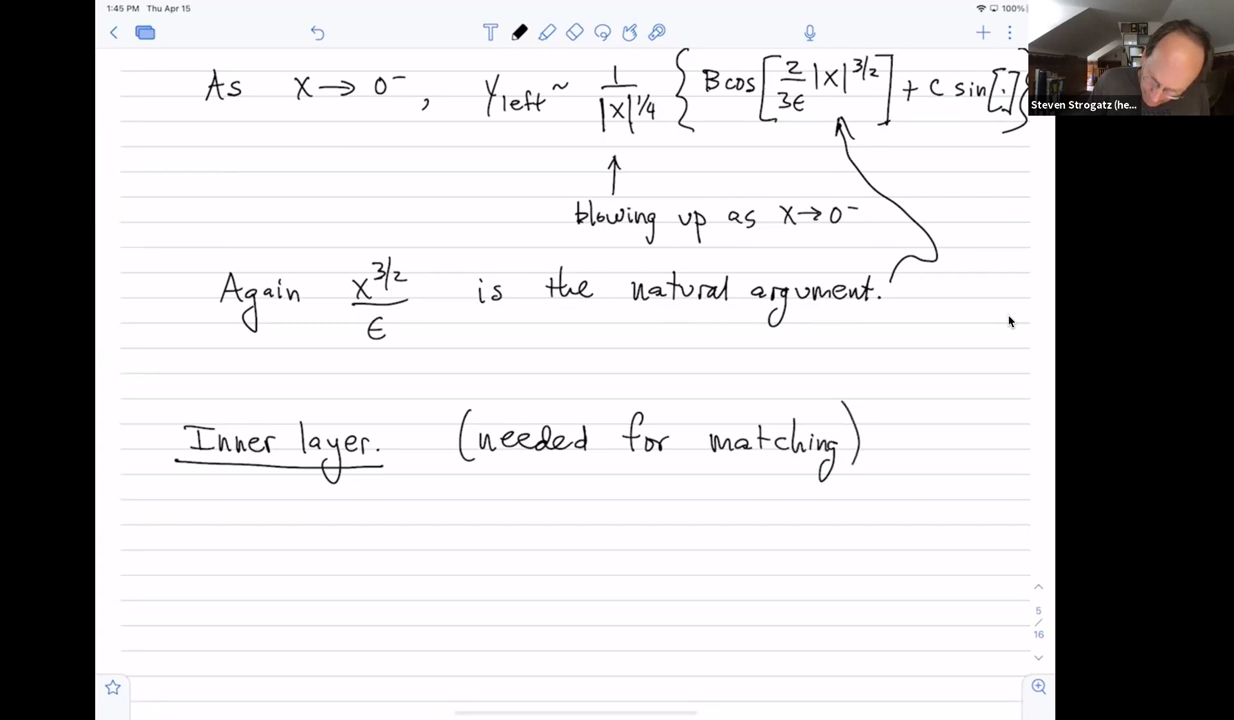 1:45 PM Thu Apr 15
100%
As x → 0⁻, y_left ~ 1/|x|^1/4 { B cos[2/3ϵ |x|^3/2] + C sin[:] }
Steven Strogatz (he...
blowing up as x → 0⁻
Again x^3/2/ϵ is the natural argument.
Inner layer. (needed for matching)
5
/
16